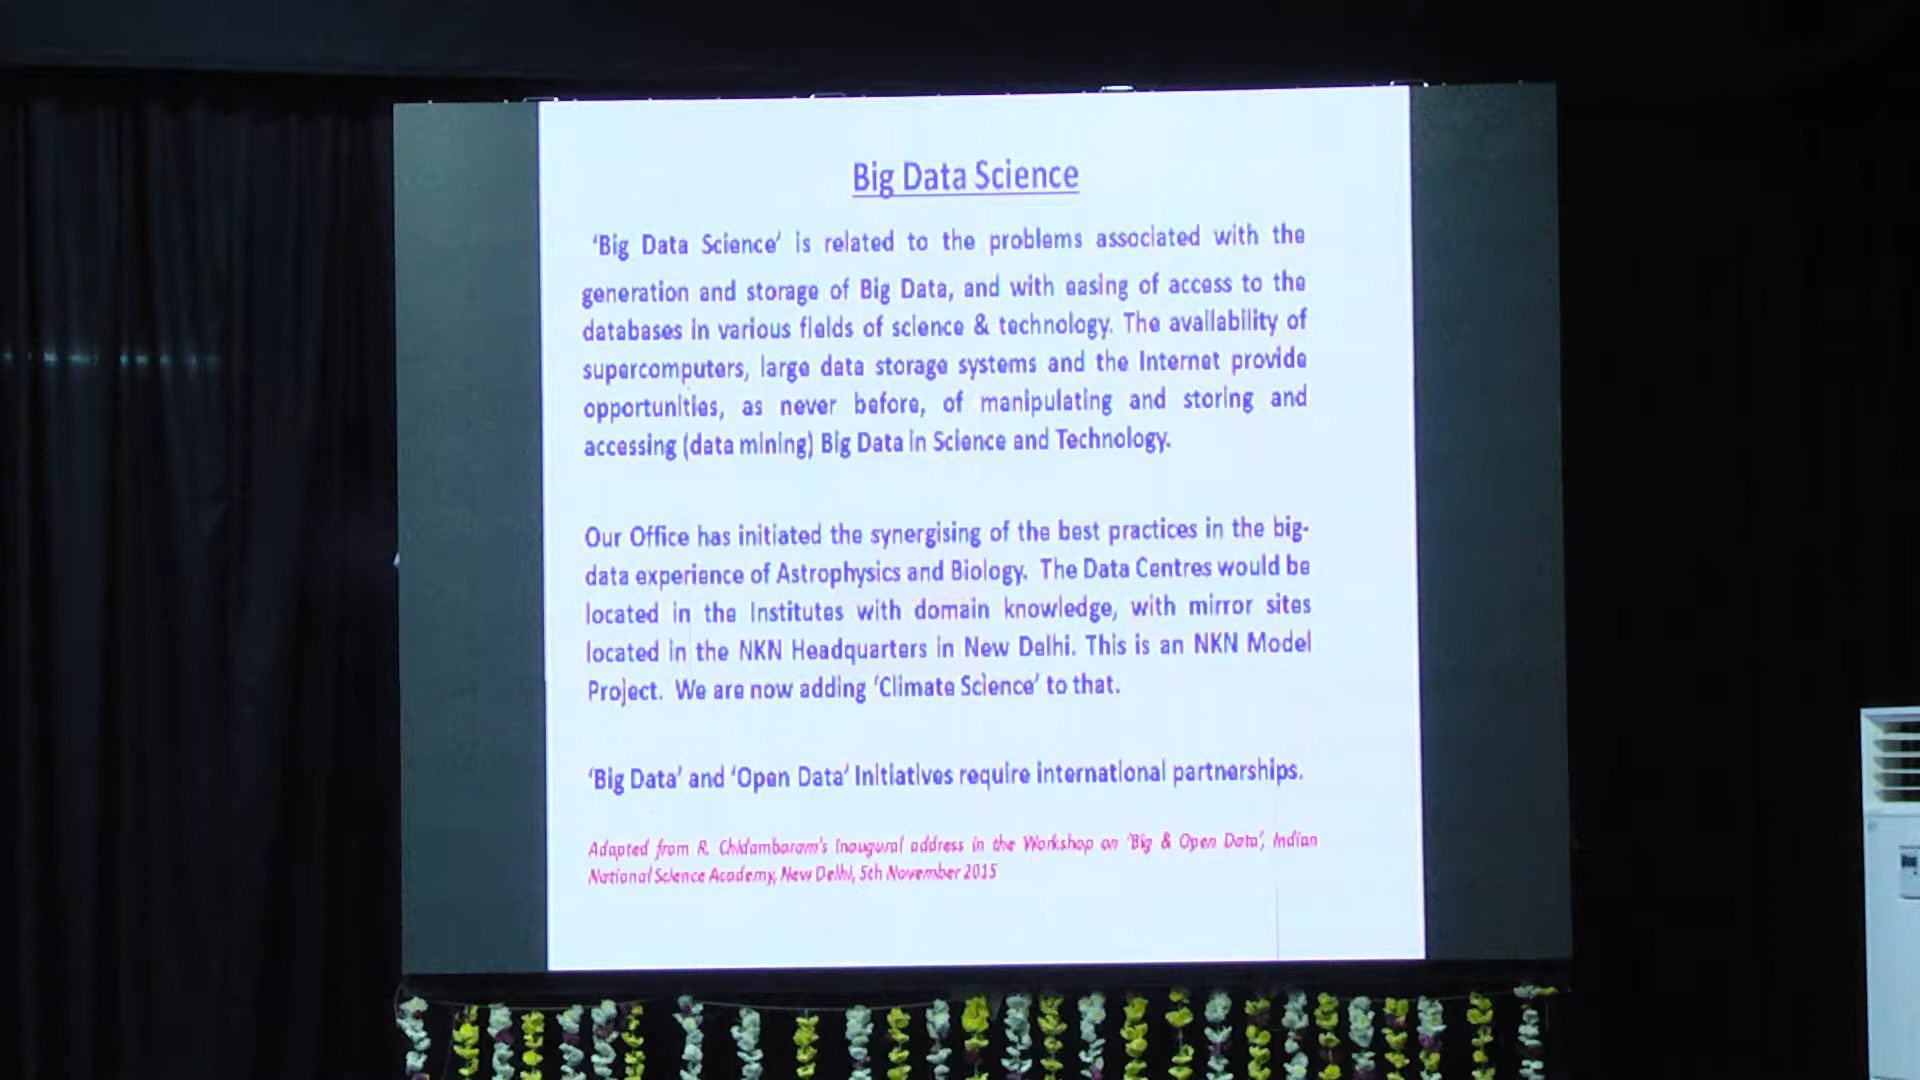 Big Data Science
‘Big Data Science’ is related to the problems associated with the
generation and storage of Big Data, and with easing of access to the
databases in various fields of science & technology. The availability of
supercomputers, large data storage systems and the Internet provide
opportunities, as never before, of manipulating and storing and
accessing (data mining) Big Data in Science and Technology.
Our Office has initiated the synergising of the best practices in the big-
data experience of Astrophysics and Biology. The Data Centres would be
located in the Institutes with domain knowledge, with mirror sites
located in the NKN Headquarters in New Delhi. This is an NKN Model
Project. We are now adding ‘Climate Science’ to that.
‘Big Data’ and ‘Open Data’ Initiatives require international partnerships.
Adapted from R. Chidambaram's Inaugural address in the Workshop on ‘Big & Open Data’, Indian
National Science Academy, New Delhi, 5th November 2015